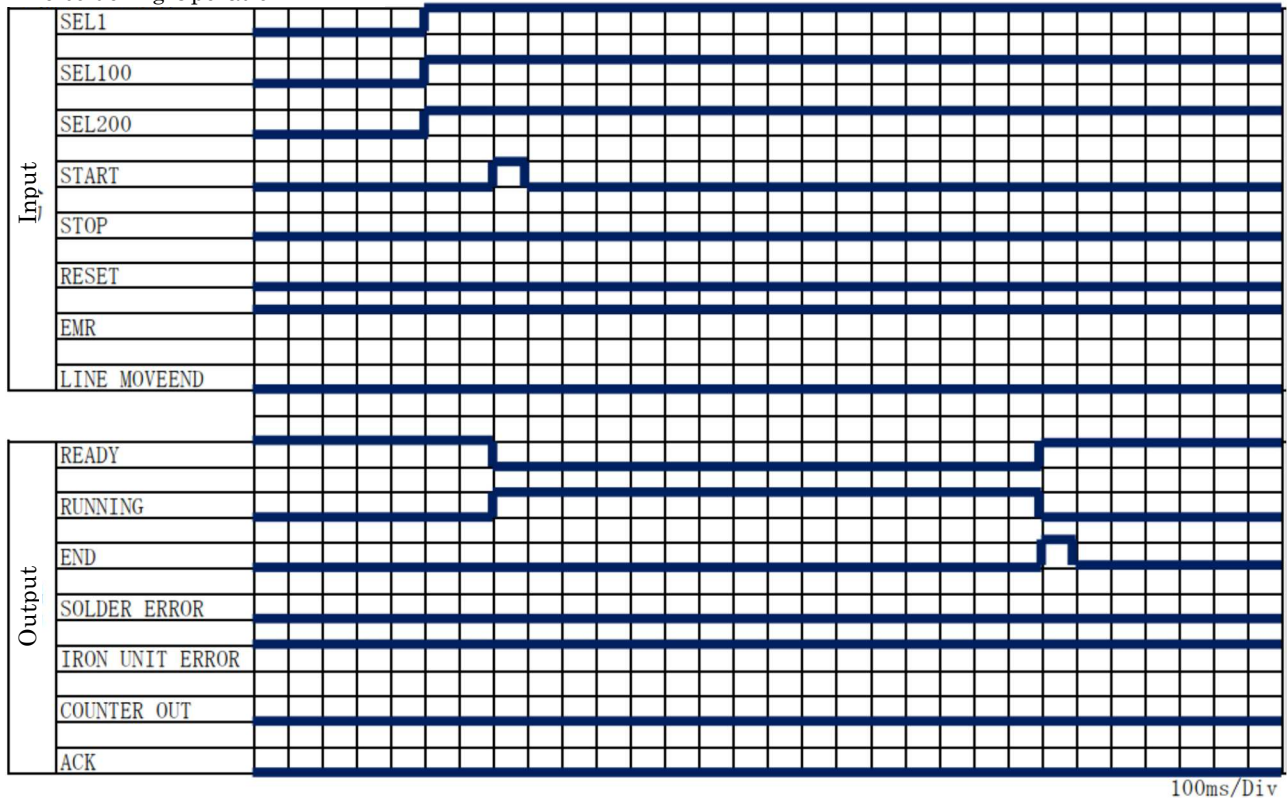 SEL1
SEL100
SEL200
START
STOP
RESET
EMR
LINE MOVEEND
Input
READY
RUNNING
END
SOLDER ERROR
IRON UNIT ERROR
COUNTER OUT
ACK
Output
100ms/Div